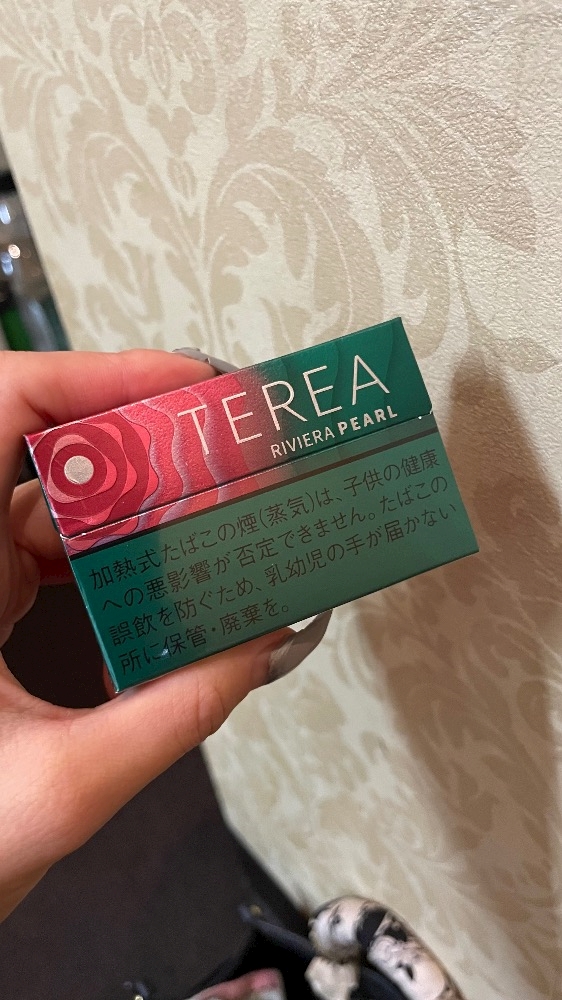 TEREA
RIVIERA PEARL
加熱式たばこの煙(蒸気)は、子供の健康
への悪影響が否定できません。たばこの
誤飲を防ぐため、乳幼児の手が届かない
所に保管・廃棄を。